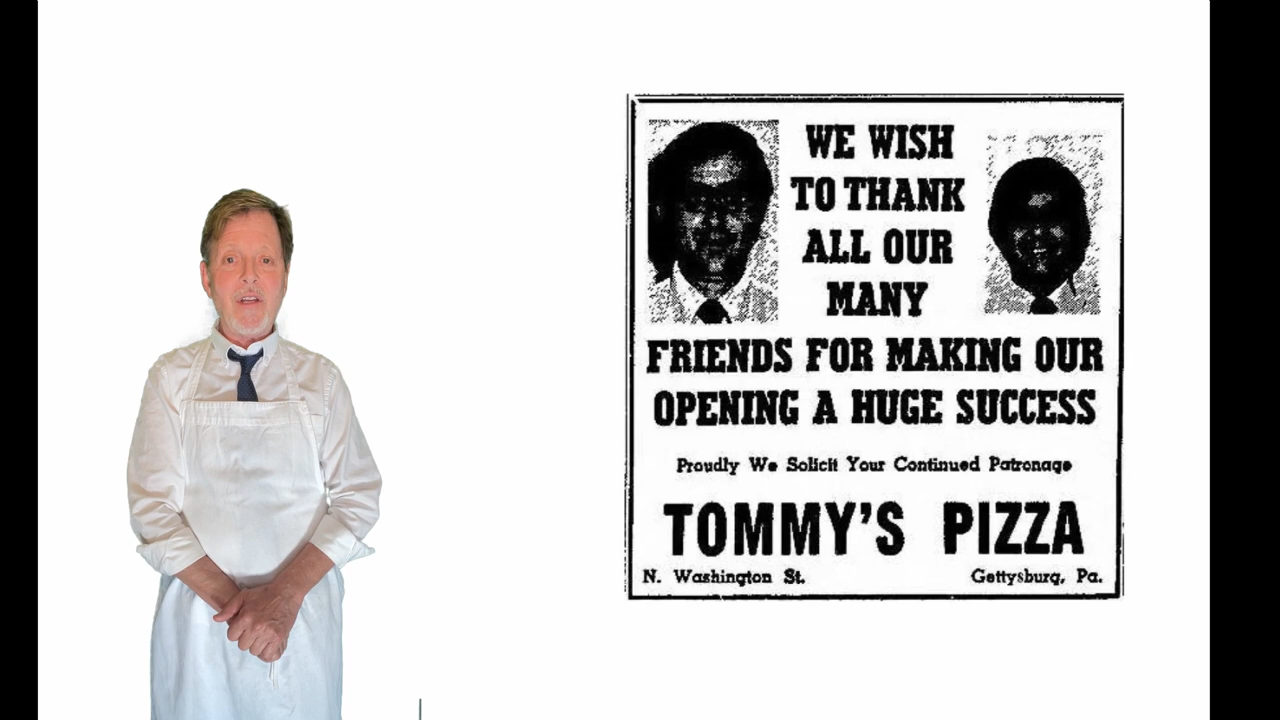 WE WISH
TO THANK
ALL OUR
MANY
FRIENDS FOR MAKING OUR
OPENING A HUGE SUCCESS
Proudly We Solicit Your Continued Patronage
TOMMY'S PIZZA
N. Washington St. Gettysburg, Pa.